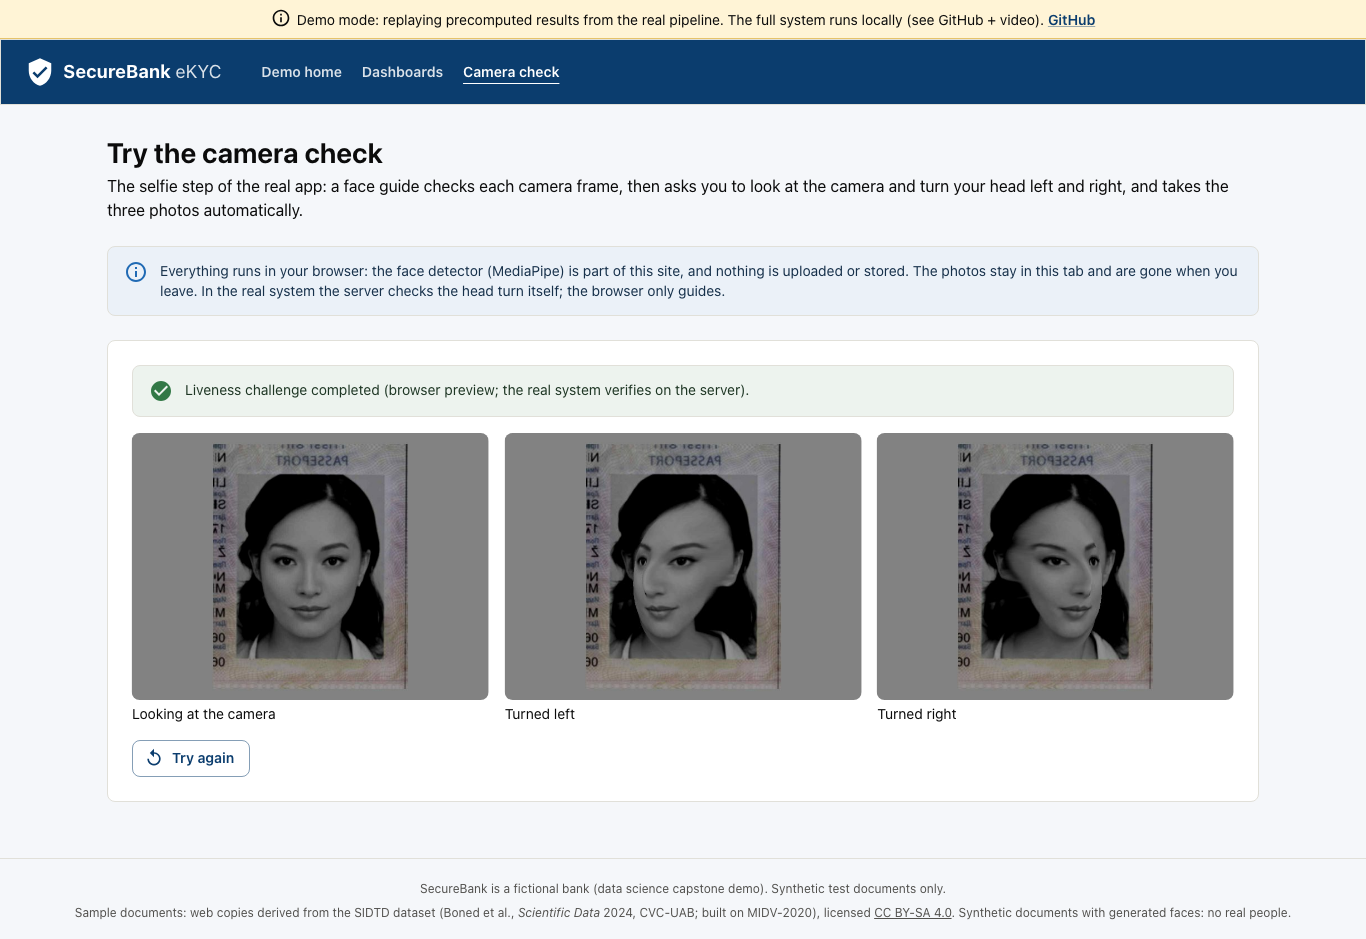 Demo mode: replaying precomputed results from the real pipeline. The full system runs locally (see GitHub + video). GitHub
SecureBank eKYC
Demo home
Dashboards
Camera check
Try the camera check
The selfie step of the real app: a face guide checks each camera frame, then asks you to look at the camera and turn your head left and right, and takes the
three photos automatically.
Everything runs in your browser: the face detector (MediaPipe) is part of this site, and nothing is uploaded or stored. The photos stay in this tab and are gone when you
leave. In the real system the server checks the head turn itself; the browser only guides.
Liveness challenge completed (browser preview; the real system verifies on the server).
PASSEPORT
PASSEPORT
PASSEPORT
Looking at the camera
Turned left
Turned right
Try again
SecureBank is a fictional bank (data science capstone demo). Synthetic test documents only.
Sample documents: web copies derived from the SIDTD dataset (Boned et al., Scientific Data 2024, CVC-UAB; built on MIDV-2020), licensed CC BY-SA 4.0. Synthetic documents with generated faces: no real people.